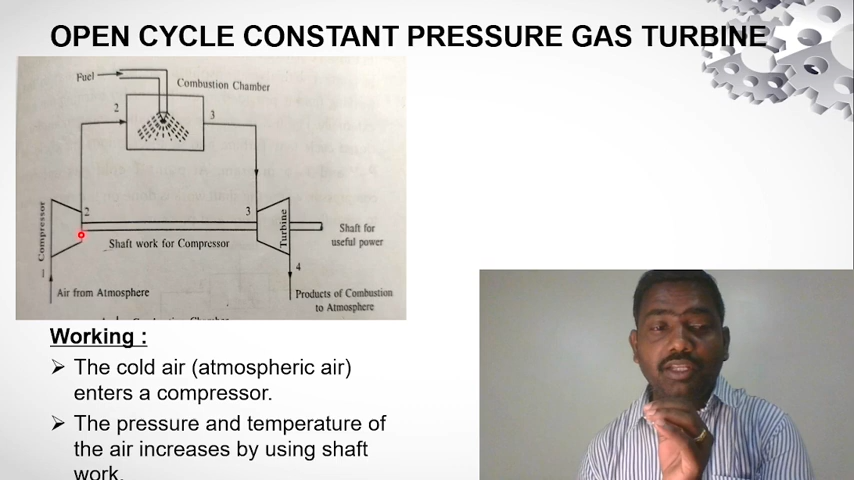 OPEN CYCLE CONSTANT PRESSURE GAS TURBINE
Fuel
Combustion Chamber
2
3
Compressor
2
3
Turbine
Shaft work for Compressor
Shaft for
useful power
4
Air from Atmosphere
Products of Combustion
to Atmosphere
Working :
The cold air (atmospheric air)
enters a compressor.
The pressure and temperature of
the air increases by using shaft
work.